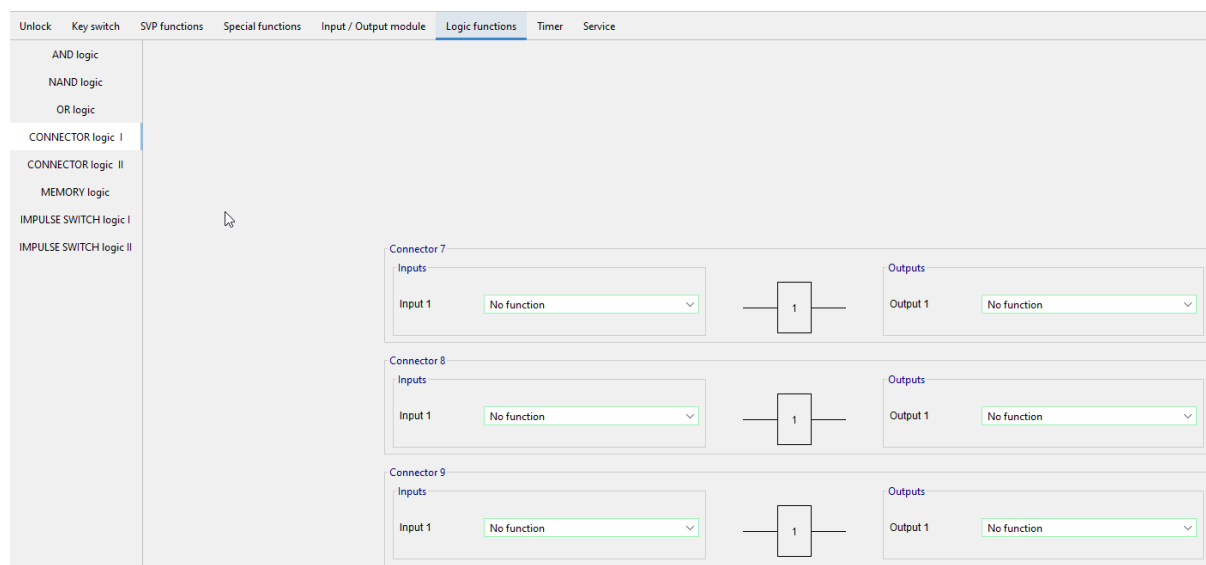 Unlock Key switch SVP functions Special functions Input / Output module Logic functions Timer Service
AND logic
NAND logic
OR logic
CONNECTOR logic I
CONNECTOR logic II
MEMORY logic
IMPULSE SWITCH logic I
IMPULSE SWITCH logic II
Connector 7
Inputs
Input 1 No function
1
Outputs
Output 1 No function
Connector 8
Inputs
Input 1 No function
1
Outputs
Output 1 No function
Connector 9
Inputs
Input 1 No function
1
Outputs
Output 1 No function